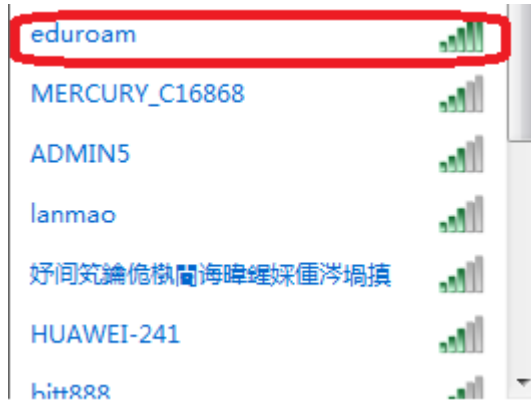 eduroam
MERCURY_C16868
ADMIN5
lanmao
HUAWEI-241
bitt888